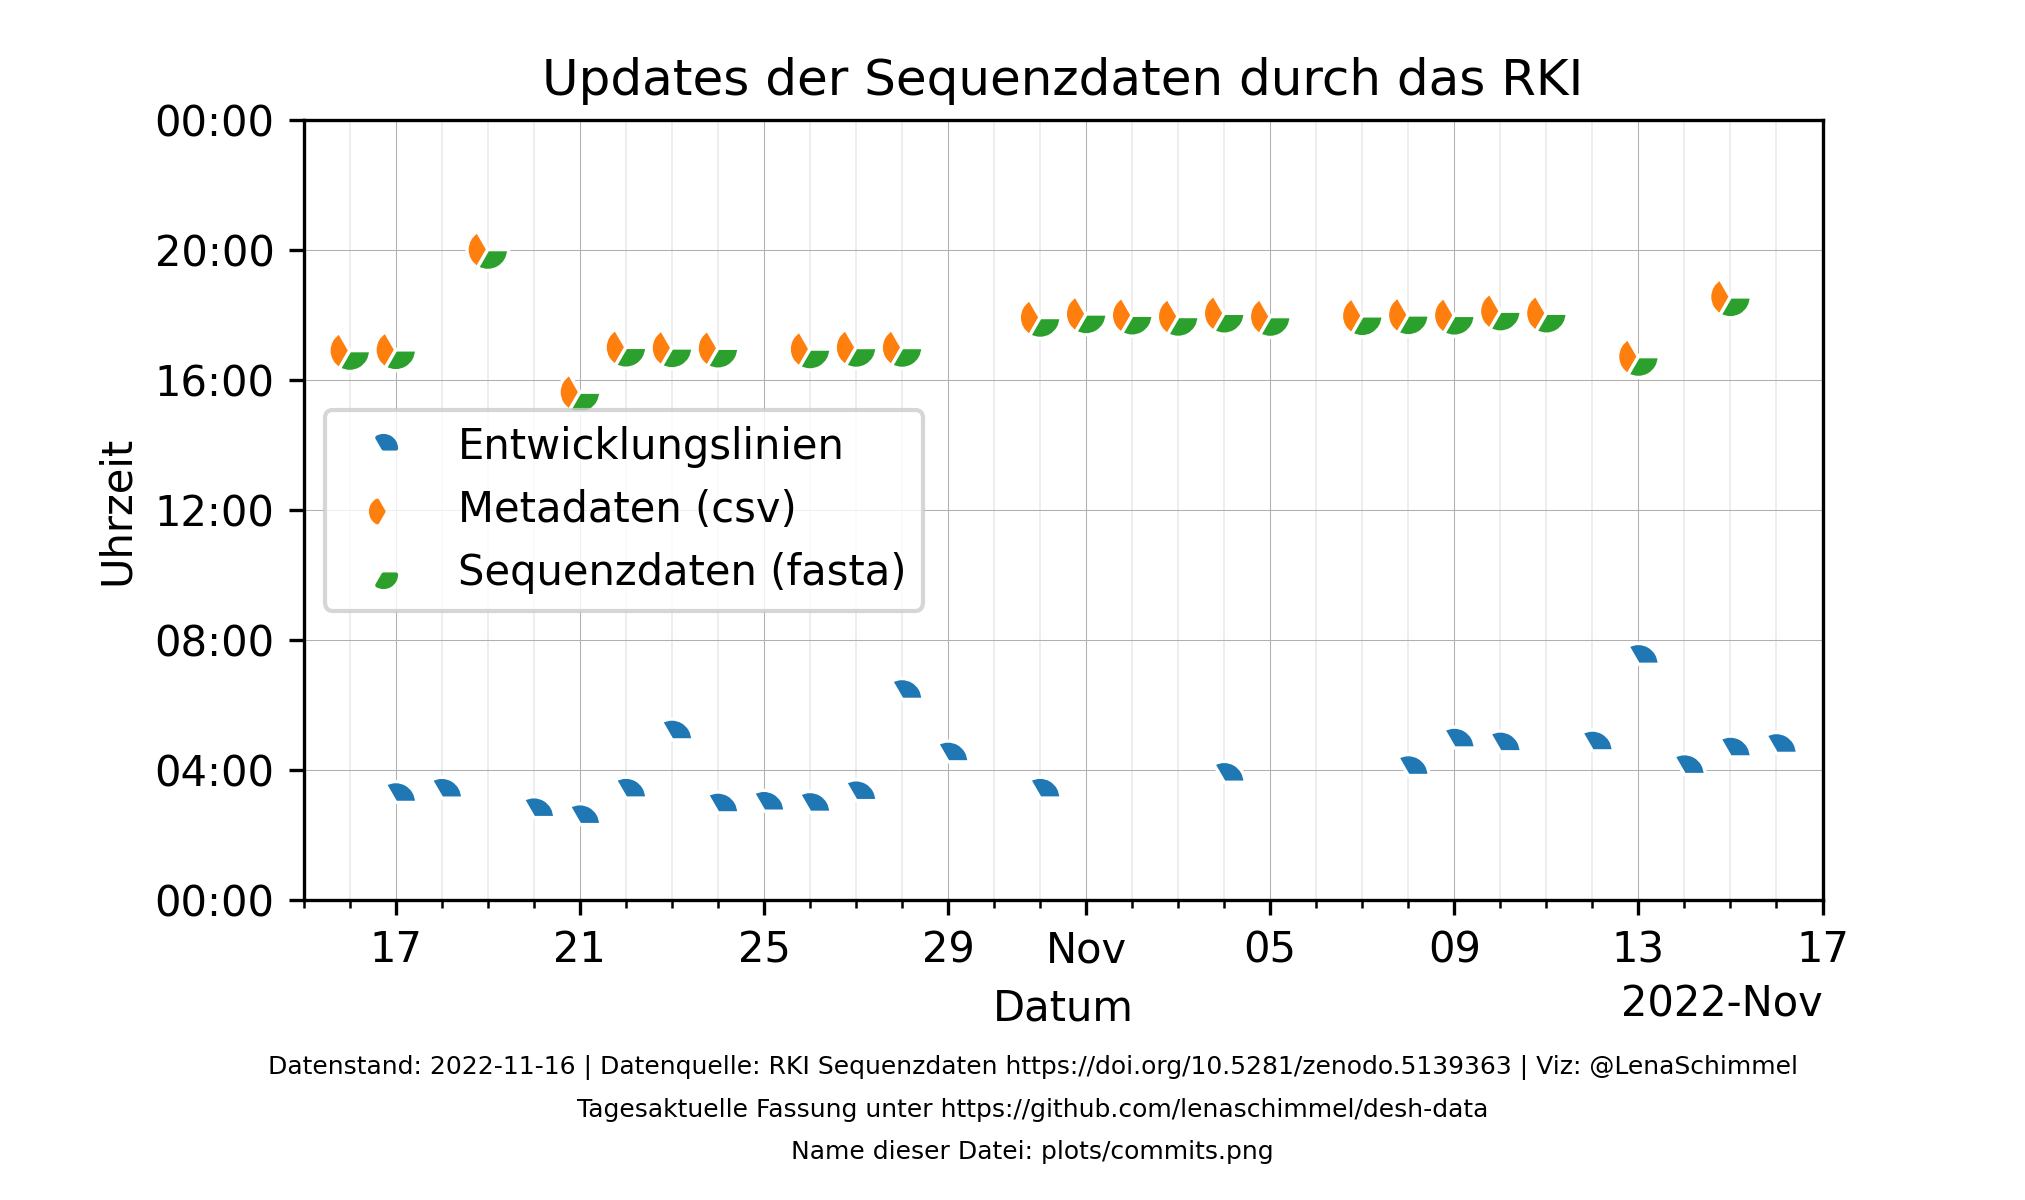 Updates der Sequenzdaten durch das RKI
00:00
20:00
16:00
12:00
08:00
04:00
00:00
Uhrzeit
Entwicklungslinien
Metadaten (csv)
Sequenzdaten (fasta)
17 21 25 29 Nov 05 09 13 17
Datum
2022-Nov
Datenstand: 2022-11-16 | Datenquelle: RKI Sequenzdaten https://doi.org/10.5281/zenodo.5139363 | Viz: @LenaSchimmel
Tagesaktuelle Fassung unter https://github.com/lenaschimmel/desh-data
Name dieser Datei: plots/commits.png